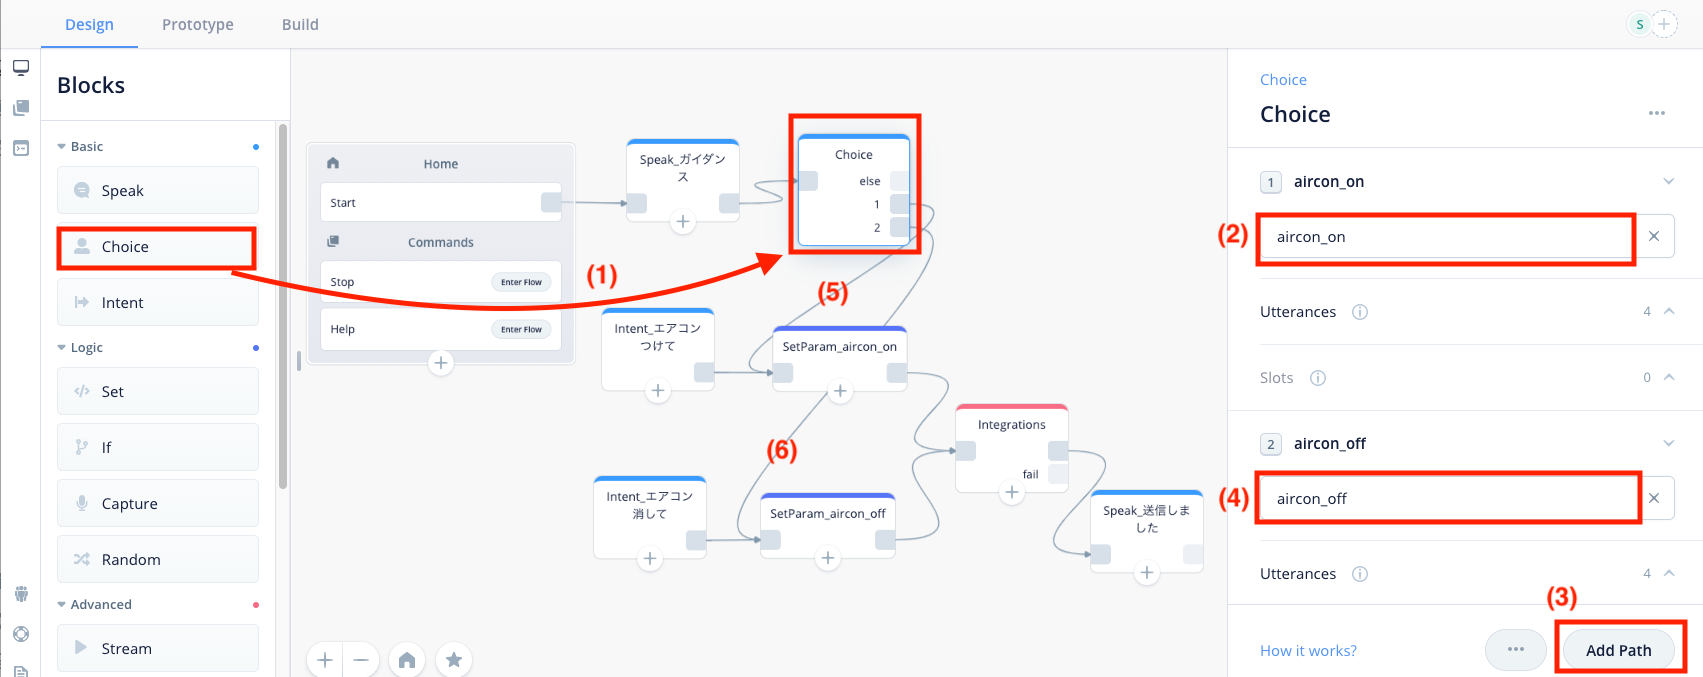 Design
Prototype
Build
S
Blocks
Basic
Speak
Choice
Intent
Logic
Set
If
Capture
Random
Advanced
Stream
Home
Start
Commands
Stop
Enter Flow
Help
Enter Flow
Speak_ガイダン
ス
Choice
else
1
2
(1)
(5)
Intent_エアコン
つけて
SetParam_aircon_on
(6)
Integrations
fail
Intent_エアコン
消して
SetParam_aircon_off
Speak_送信しま
した
Choice
Choice
1 aircon_on
(2)
aircon_on
Utterances
4
Slots
0
2 aircon_off
(4)
aircon_off
Utterances
4
(3)
How it works?
Add Path